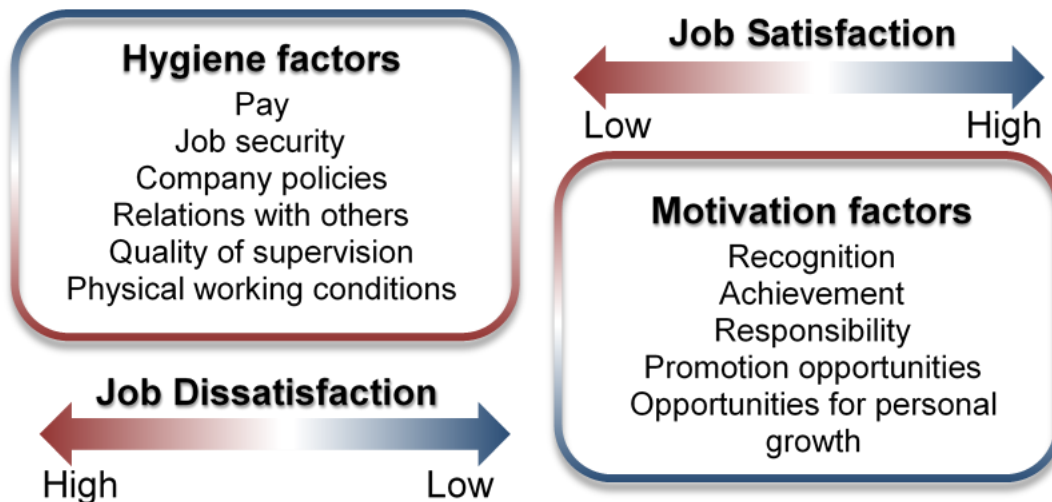 Hygiene factors
Pay
Job security
Company policies
Relations with others
Quality of supervision
Physical working conditions
Job Dissatisfaction
High
Low
Job Satisfaction
Low
High
Motivation factors
Recognition
Achievement
Responsibility
Promotion opportunities
Opportunities for personal
growth